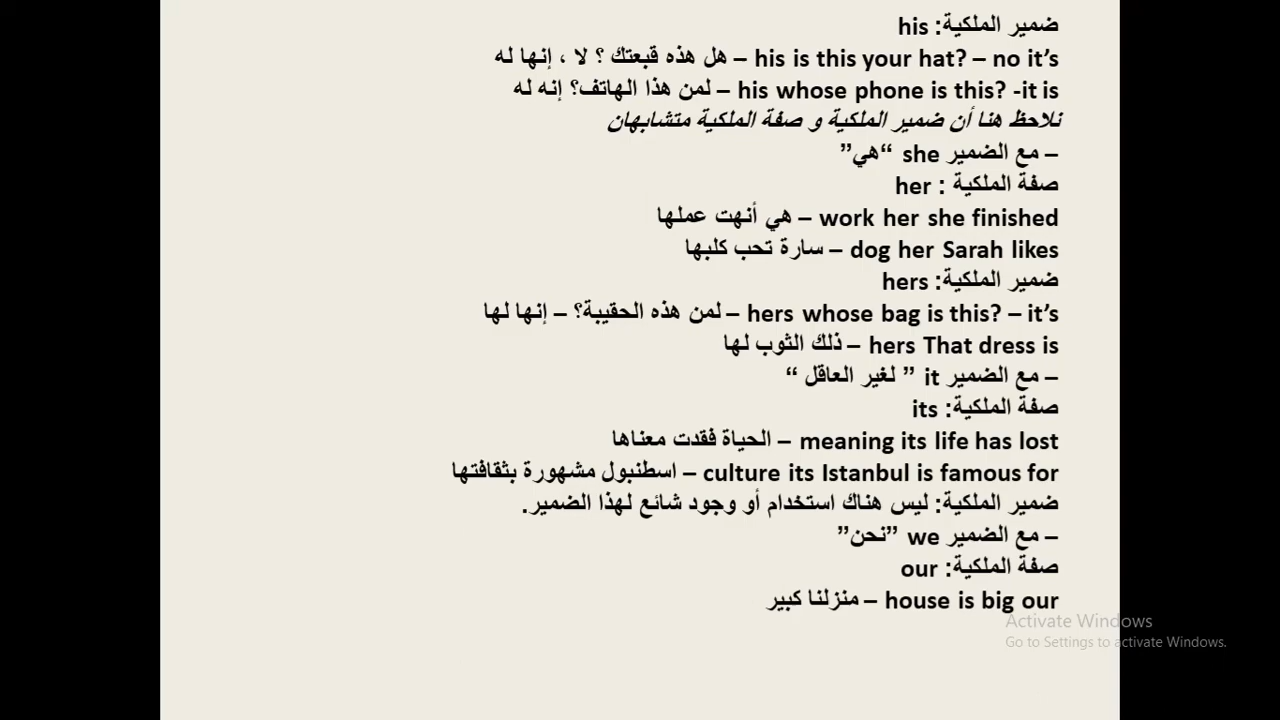 ضمير الملكية: his
his is this your hat? – no it’s – هل هذه قبعتك ؟ لا ، إنها له
his whose phone is this? -it is – لمن هذا الهاتف؟ إنه له
نلاحظ هنا أن ضمير الملكية و صفة الملكية متشابهان
– مع الضمير she “هي”
صفة الملكية : her
work her she finished – هي أنهت عملها
dog her Sarah likes – سارة تحب كلبها
ضمير الملكية: hers
hers whose bag is this? – it’s – لمن هذه الحقيبة؟ – إنها لها
hers That dress is – ذلك الثوب لها
– مع الضمير it ” لغير العاقل “
صفة الملكية: its
meaning its life has lost – الحياة فقدت معناها
culture its Istanbul is famous for – اسطنبول مشهورة بثقافتها
ضمير الملكية: ليس هناك استخدام أو وجود شائع لهذا الضمير.
– مع الضمير we ”نحن”
صفة الملكية: our
house is big our – منزلنا كبير
Activate Windows
Go to Settings to activate Windows.